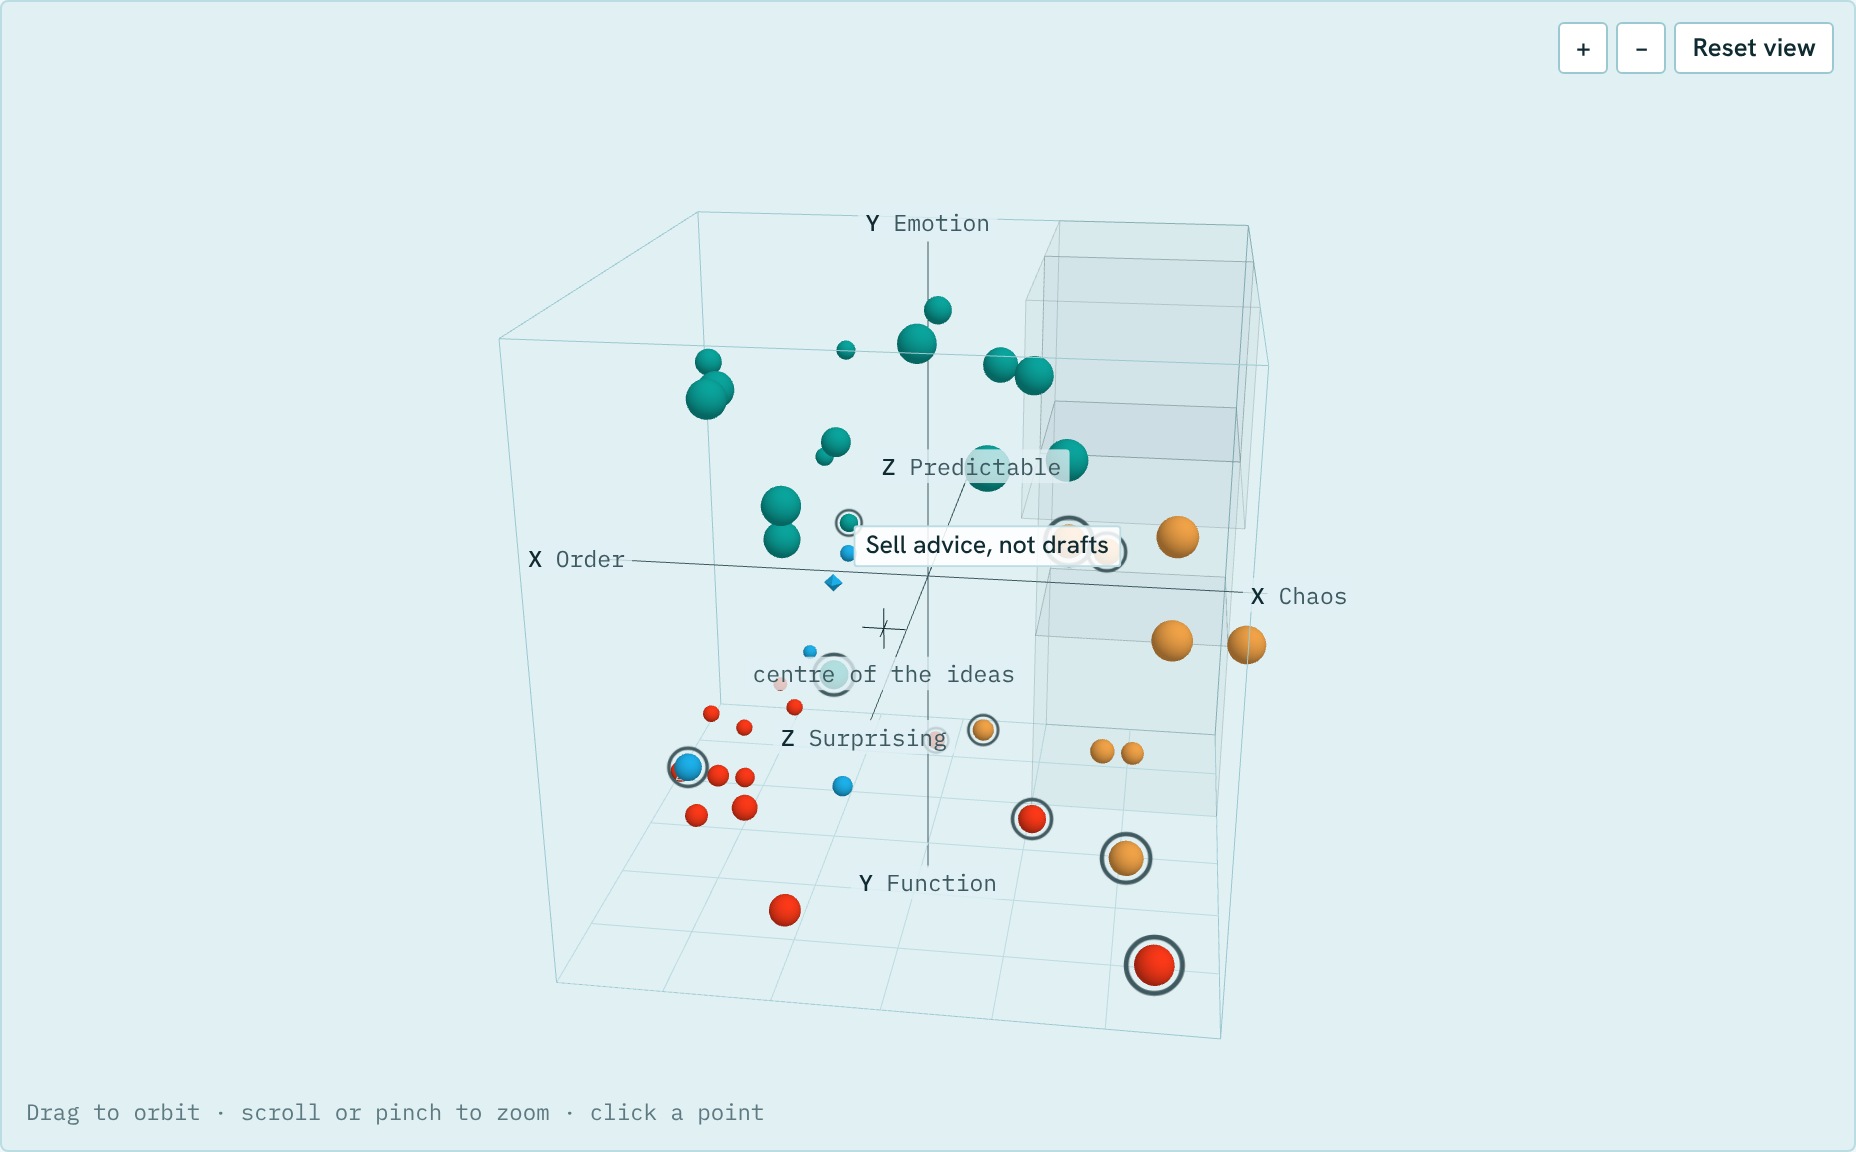 +
–
Reset view
Y Emotion
Z Predictable
Sell advice, not drafts
X Order
X Chaos
centre of the ideas
Z Surprising
Y Function
Drag to orbit · scroll or pinch to zoom · click a point